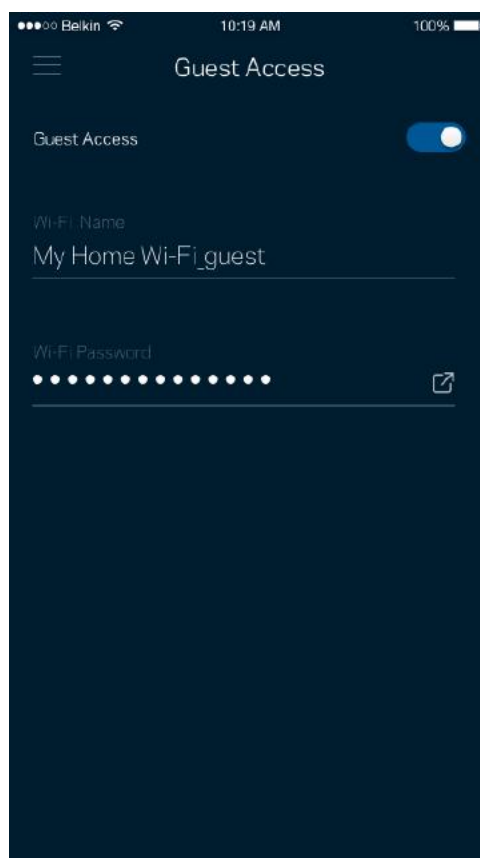 Belkin 10:19 AM 100%
Guest Access
Guest Access
Wi-Fi Name
My Home Wi-Fi_guest
Wi-Fi Password
••••••••••••••